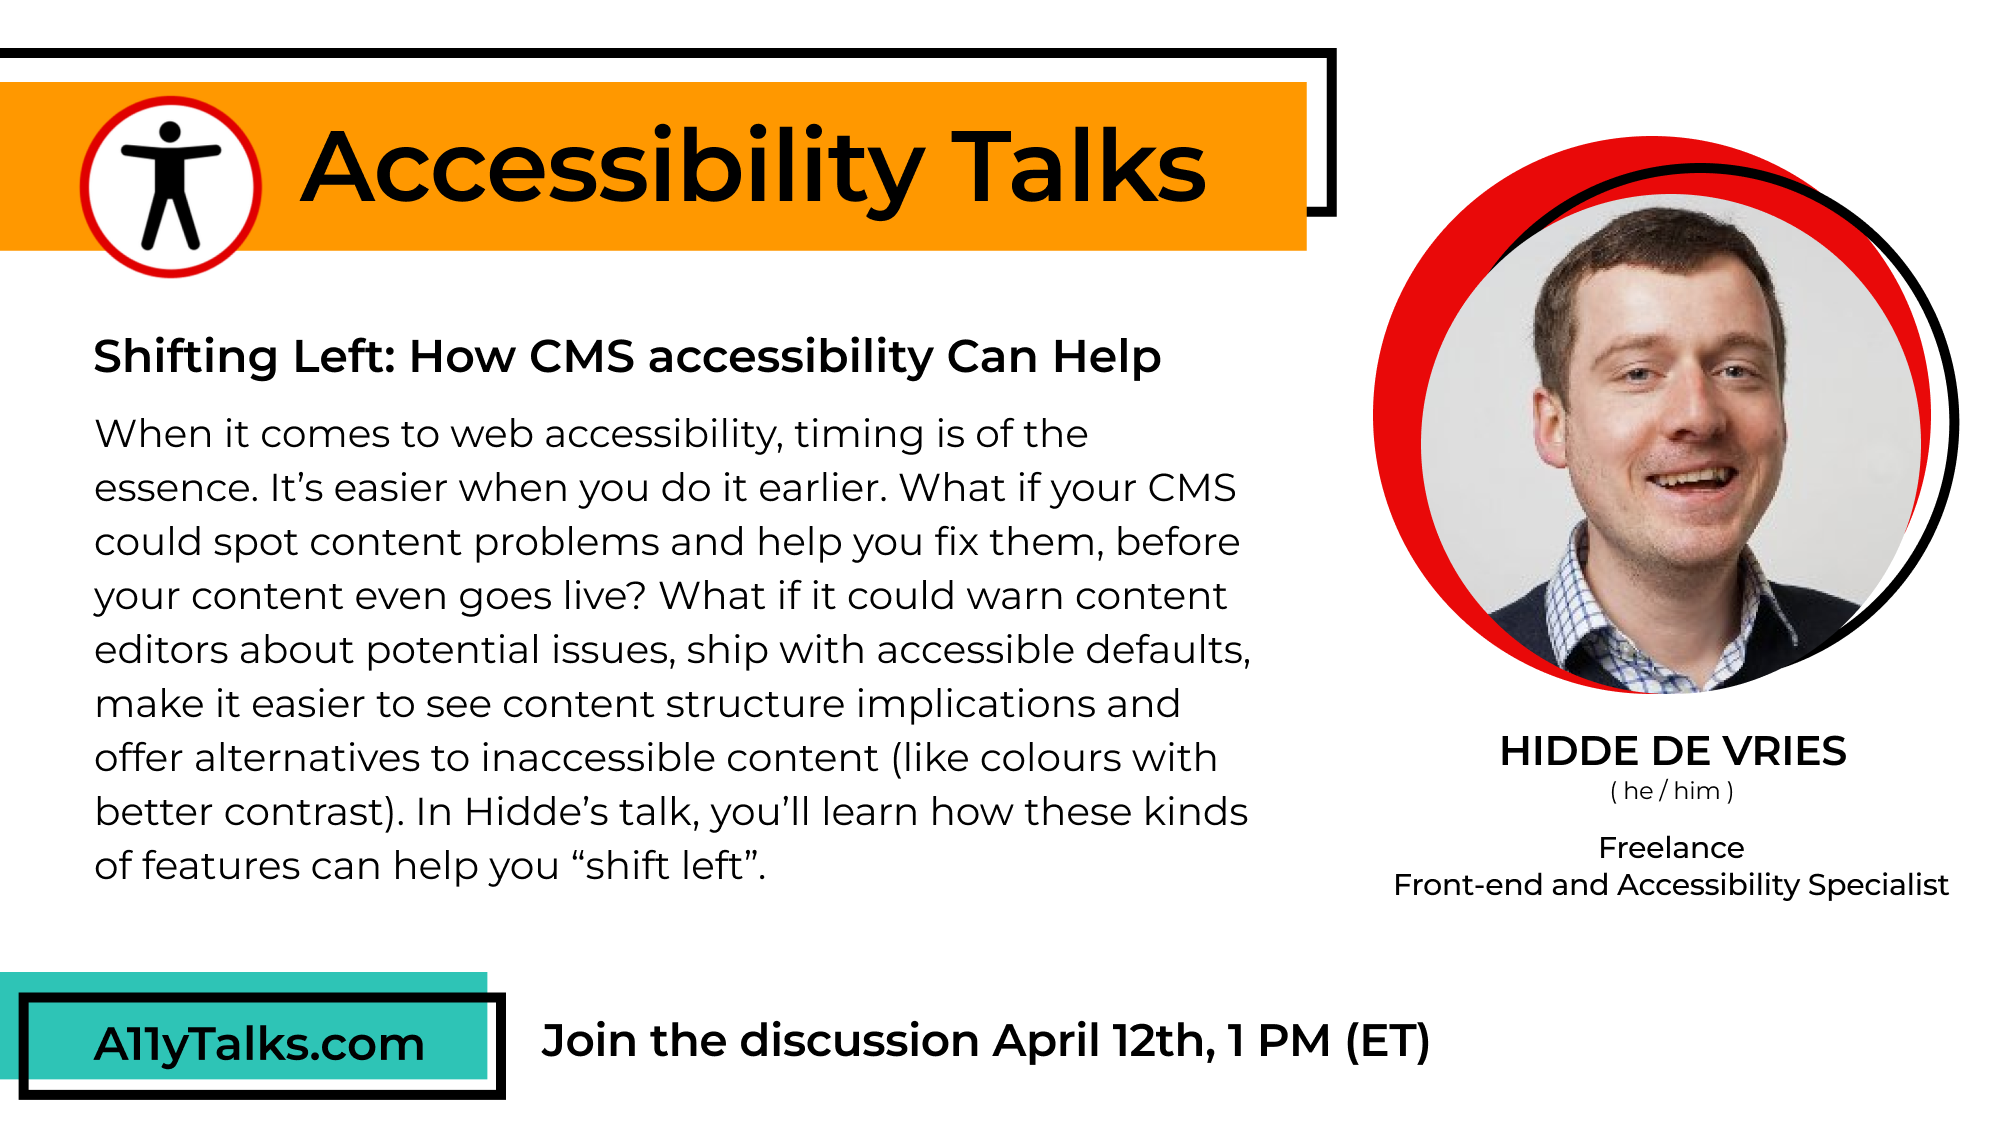 Accessibility Talks
Shifting Left: How CMS accessibility Can Help
When it comes to web accessibility, timing is of the
essence. It’s easier when you do it earlier. What if your CMS
could spot content problems and help you fix them, before
your content even goes live? What if it could warn content
editors about potential issues, ship with accessible defaults,
make it easier to see content structure implications and
offer alternatives to inaccessible content (like colours with
better contrast). In Hidde’s talk, you’ll learn how these kinds
of features can help you “shift left”.
HIDDE DE VRIES
( he / him )
Freelance
Front-end and Accessibility Specialist
A11yTalks.com
Join the discussion April 12th, 1 PM (ET)